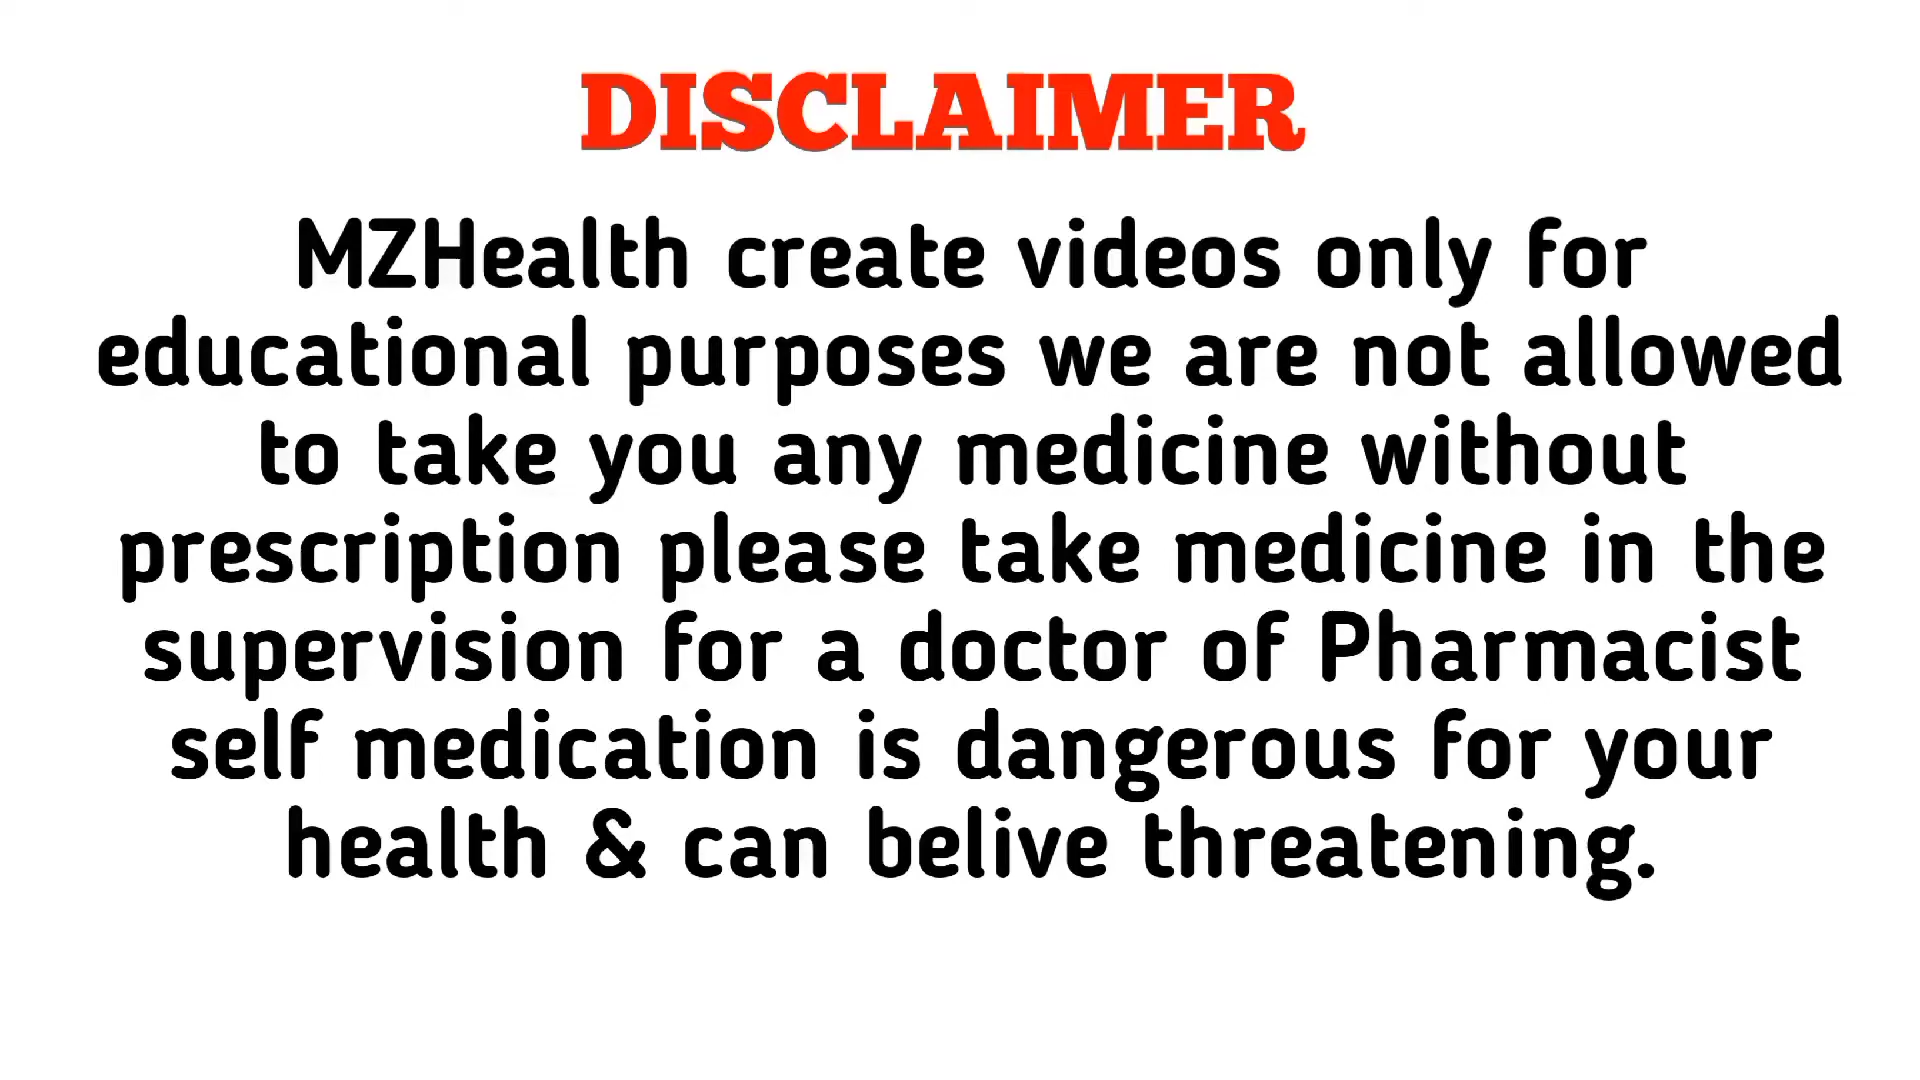 DISCLAIMER
MZHealth create videos only for
educational purposes we are not allowed
to take you any medicine without
prescription please take medicine in the
supervision for a doctor of Pharmacist
self medication is dangerous for your
health & can belive threatening.